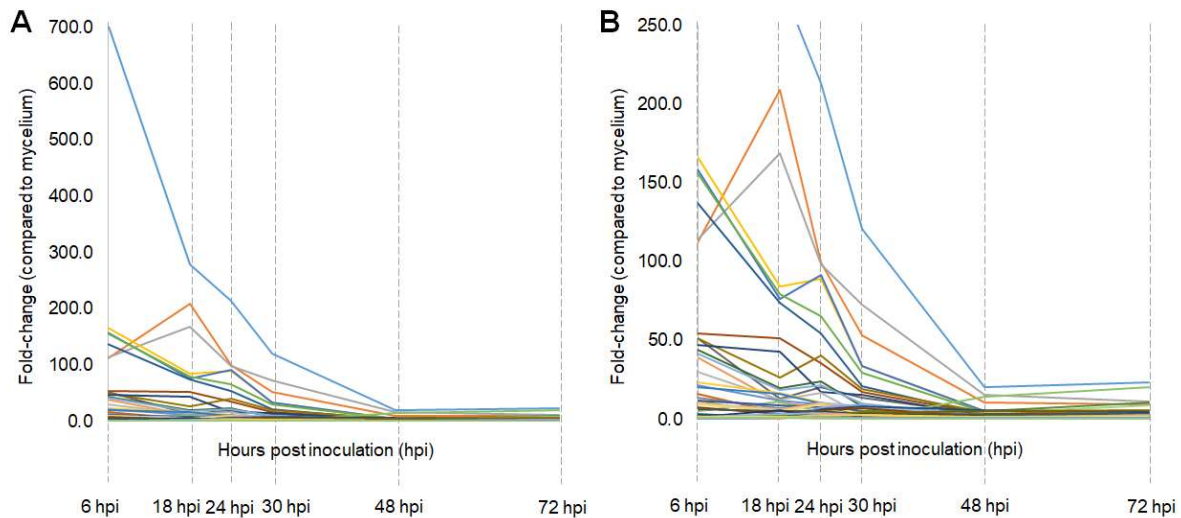 A
Fold-change (compared to mycelium)
700.0
600.0
500.0
400.0
300.0
200.0
100.0
0.0
Hours post inoculation (hpi)
6 hpi 18 hpi 24 hpi 30 hpi 48 hpi 72 hpi
B
Fold-change (compared to mycelium)
250.0
200.0
150.0
100.0
50.0
0.0
Hours post inoculation (hpi)
6 hpi 18 hpi 24 hpi 30 hpi 48 hpi 72 hpi